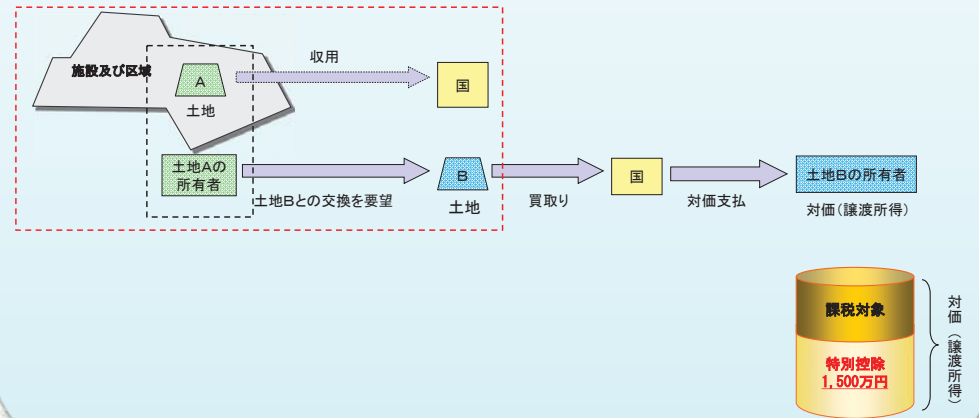 施設及び区域
A
土地
収用
国
土地Aの
所有者
土地Bとの交換を要望
B
土地
買取り
国
対価支払
土地Bの所有者
対価(譲渡所得)
課税対象
特別控除
1,500万円
対価(譲渡所得)